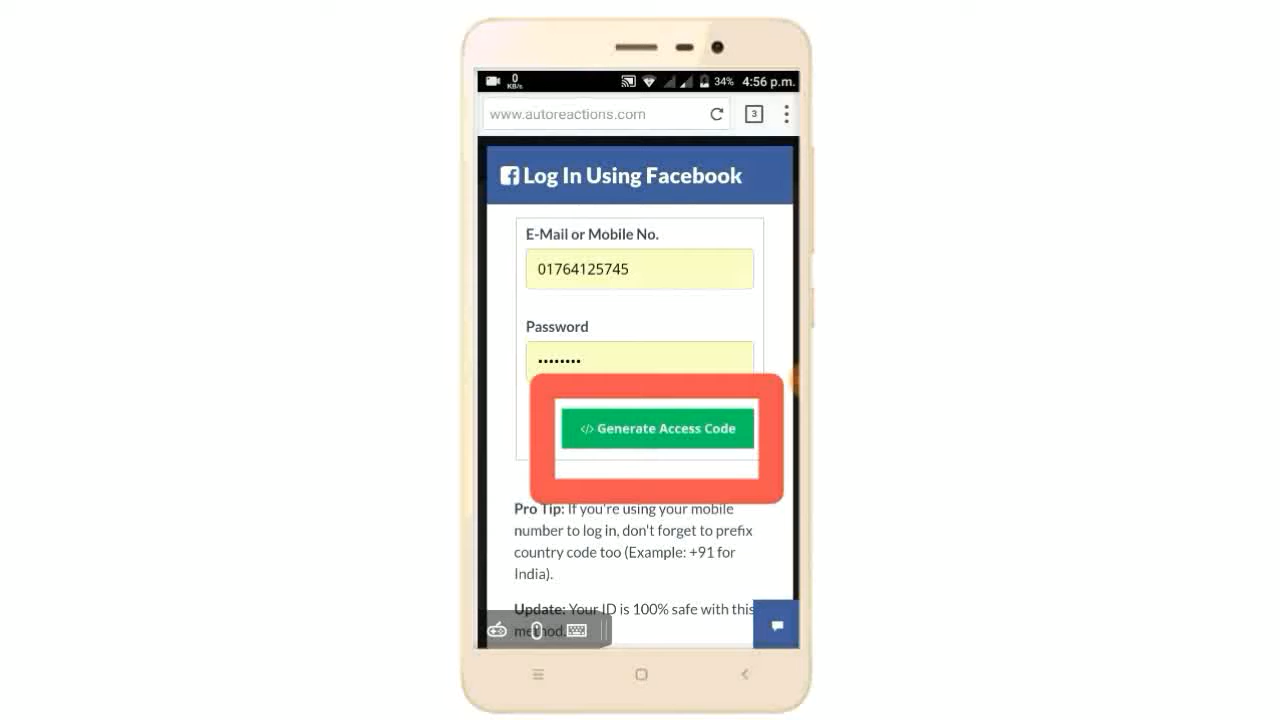 0
KB/s
34% 4:56 p.m.
www.autoreactions.com
3
Log In Using Facebook
E-Mail or Mobile No.
01764125745
Password
••••••••
</> Generate Access Code
Pro Tip: If you're using your mobile
number to log in, don't forget to prefix
country code too (Example: +91 for
India).
Update: Your ID is 100% safe with this
method.